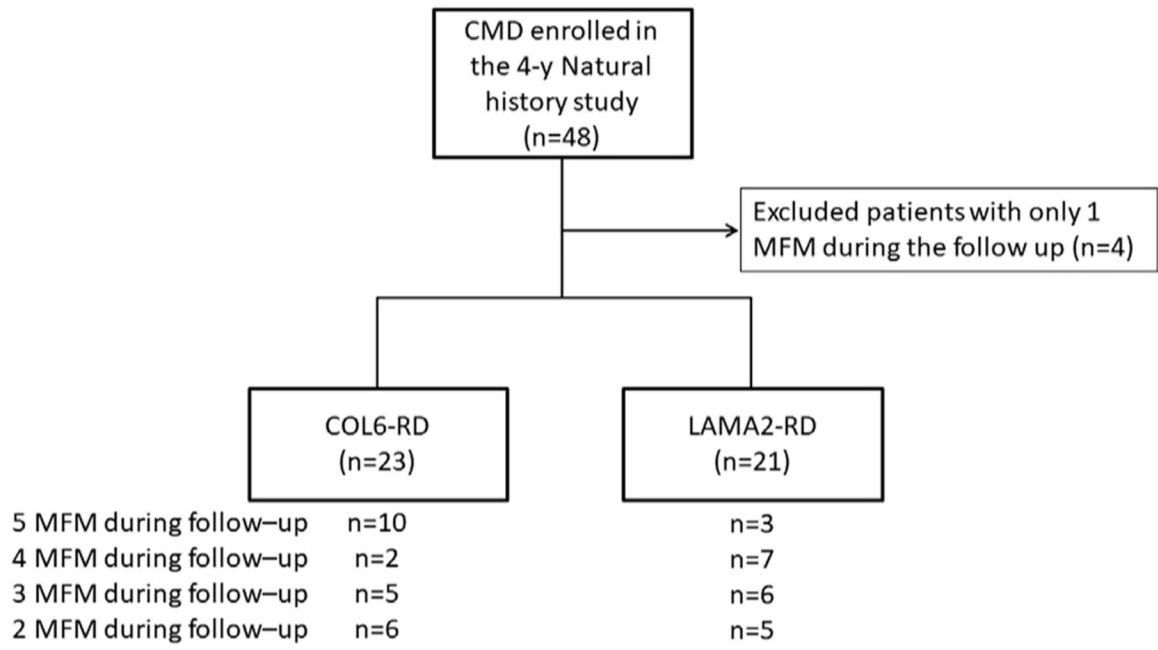 CMD enrolled in
the 4-y Natural
history study
(n=48)
Excluded patients with only 1
MFM during the follow up (n=4)
COL6-RD
(n=23)
LAMA2-RD
(n=21)
5 MFM during follow–up n=10 n=3
4 MFM during follow–up n=2 n=7
3 MFM during follow–up n=5 n=6
2 MFM during follow–up n=6 n=5